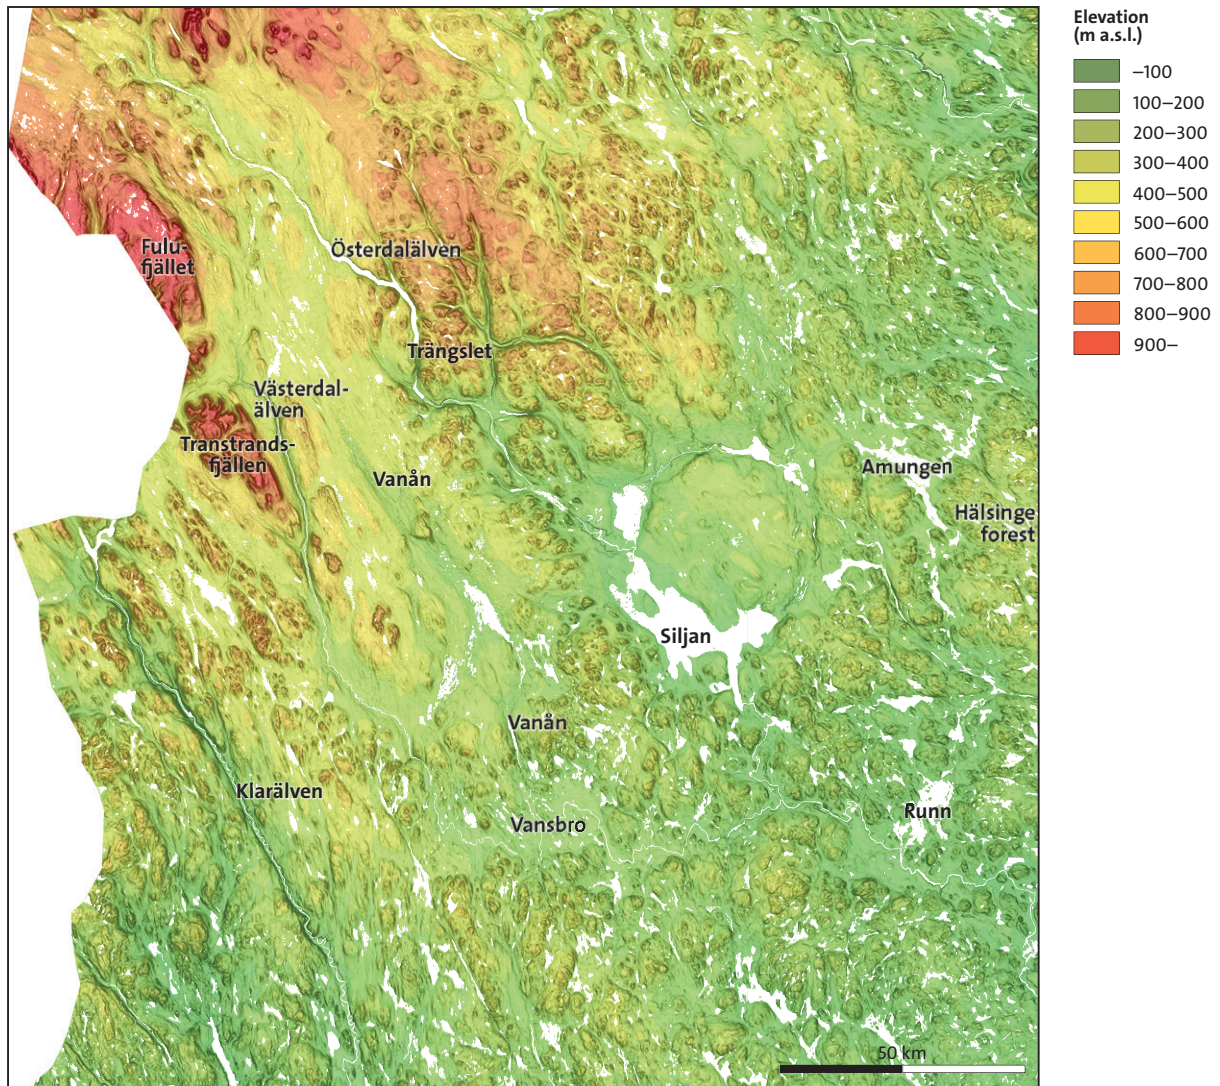 Elevation
(m a.s.l.)
–100
100–200
200–300
300–400
400–500
500–600
600–700
700–800
800–900
900–
Fulu-
fjället
Österdalälven
Trängslet
Västerdal-
älven
Transtrands-
fjällen
Vanån
Amungen
Hälsinge
forest
Siljan
Vanån
Klarälven
Vansbro
Runn
50 km